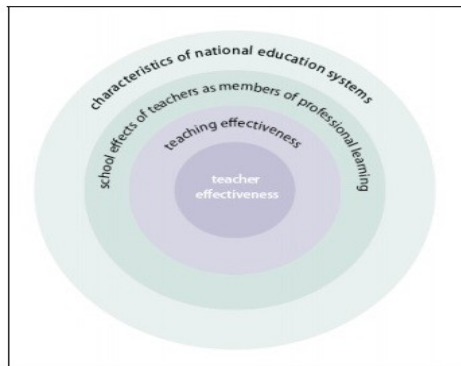 characteristics of national education systems
school effects of teachers as members of professional learning
teaching effectiveness
teacher
effectiveness